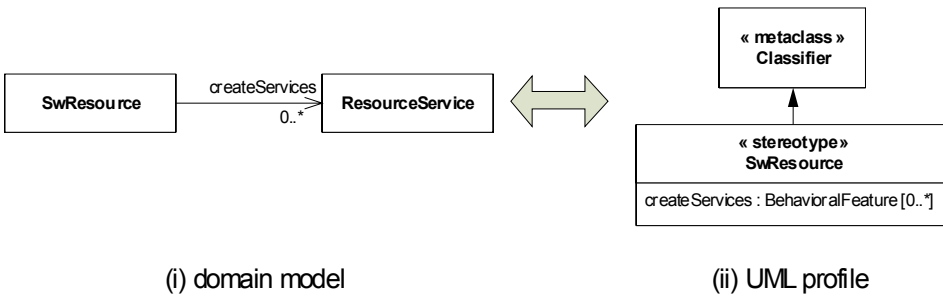 SwResource
createServices
0..*
ResourceService
« metaclass »
Classifier
« stereotype»
SwResource
createServices : BehavioralFeature [0..*]
(i) domain model
(ii) UML profile